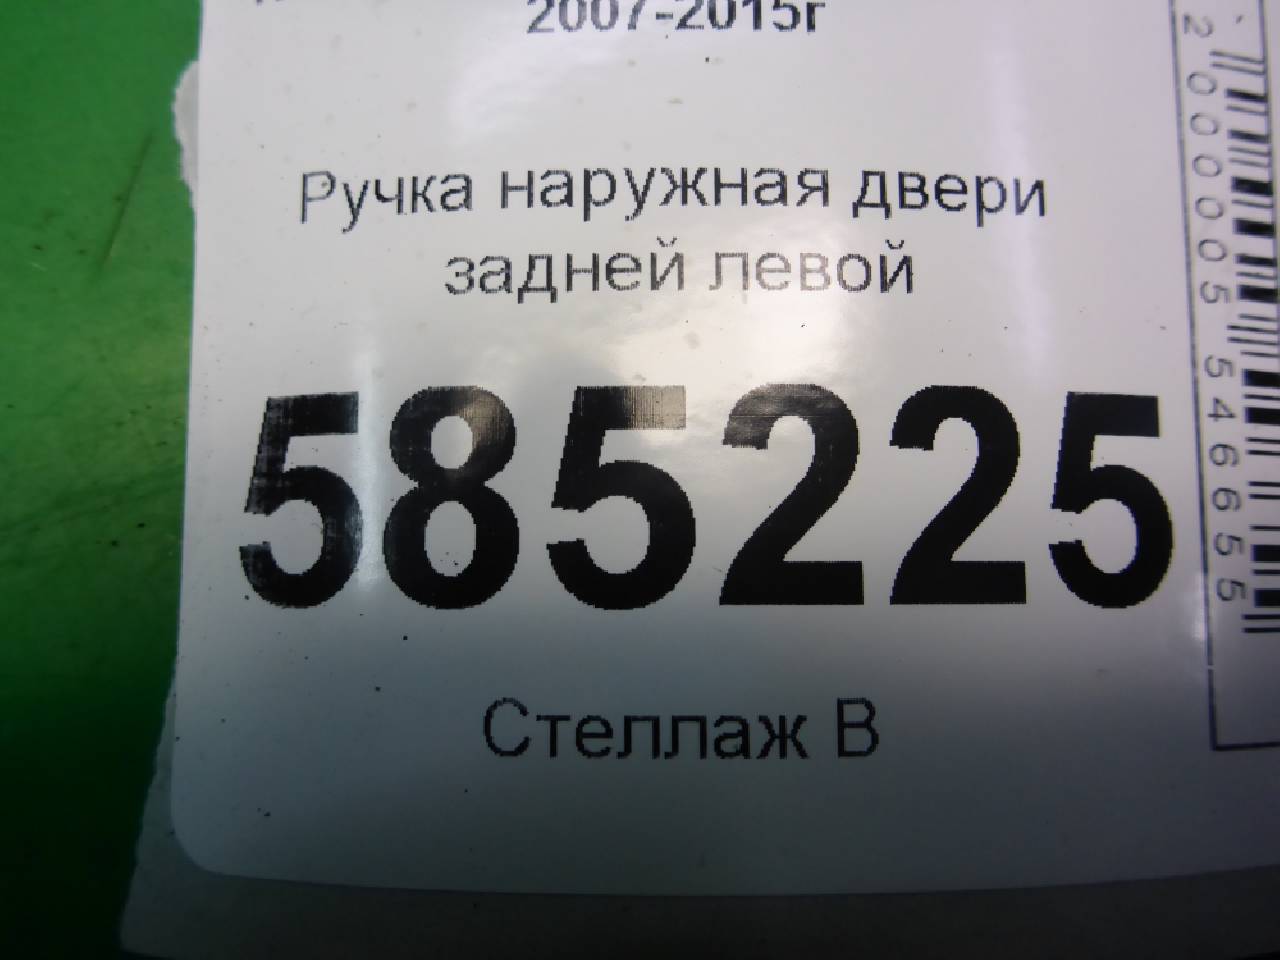 2007-2015г
Ручка наружная двери
задней левой
585225
Стеллаж В
2000005546655